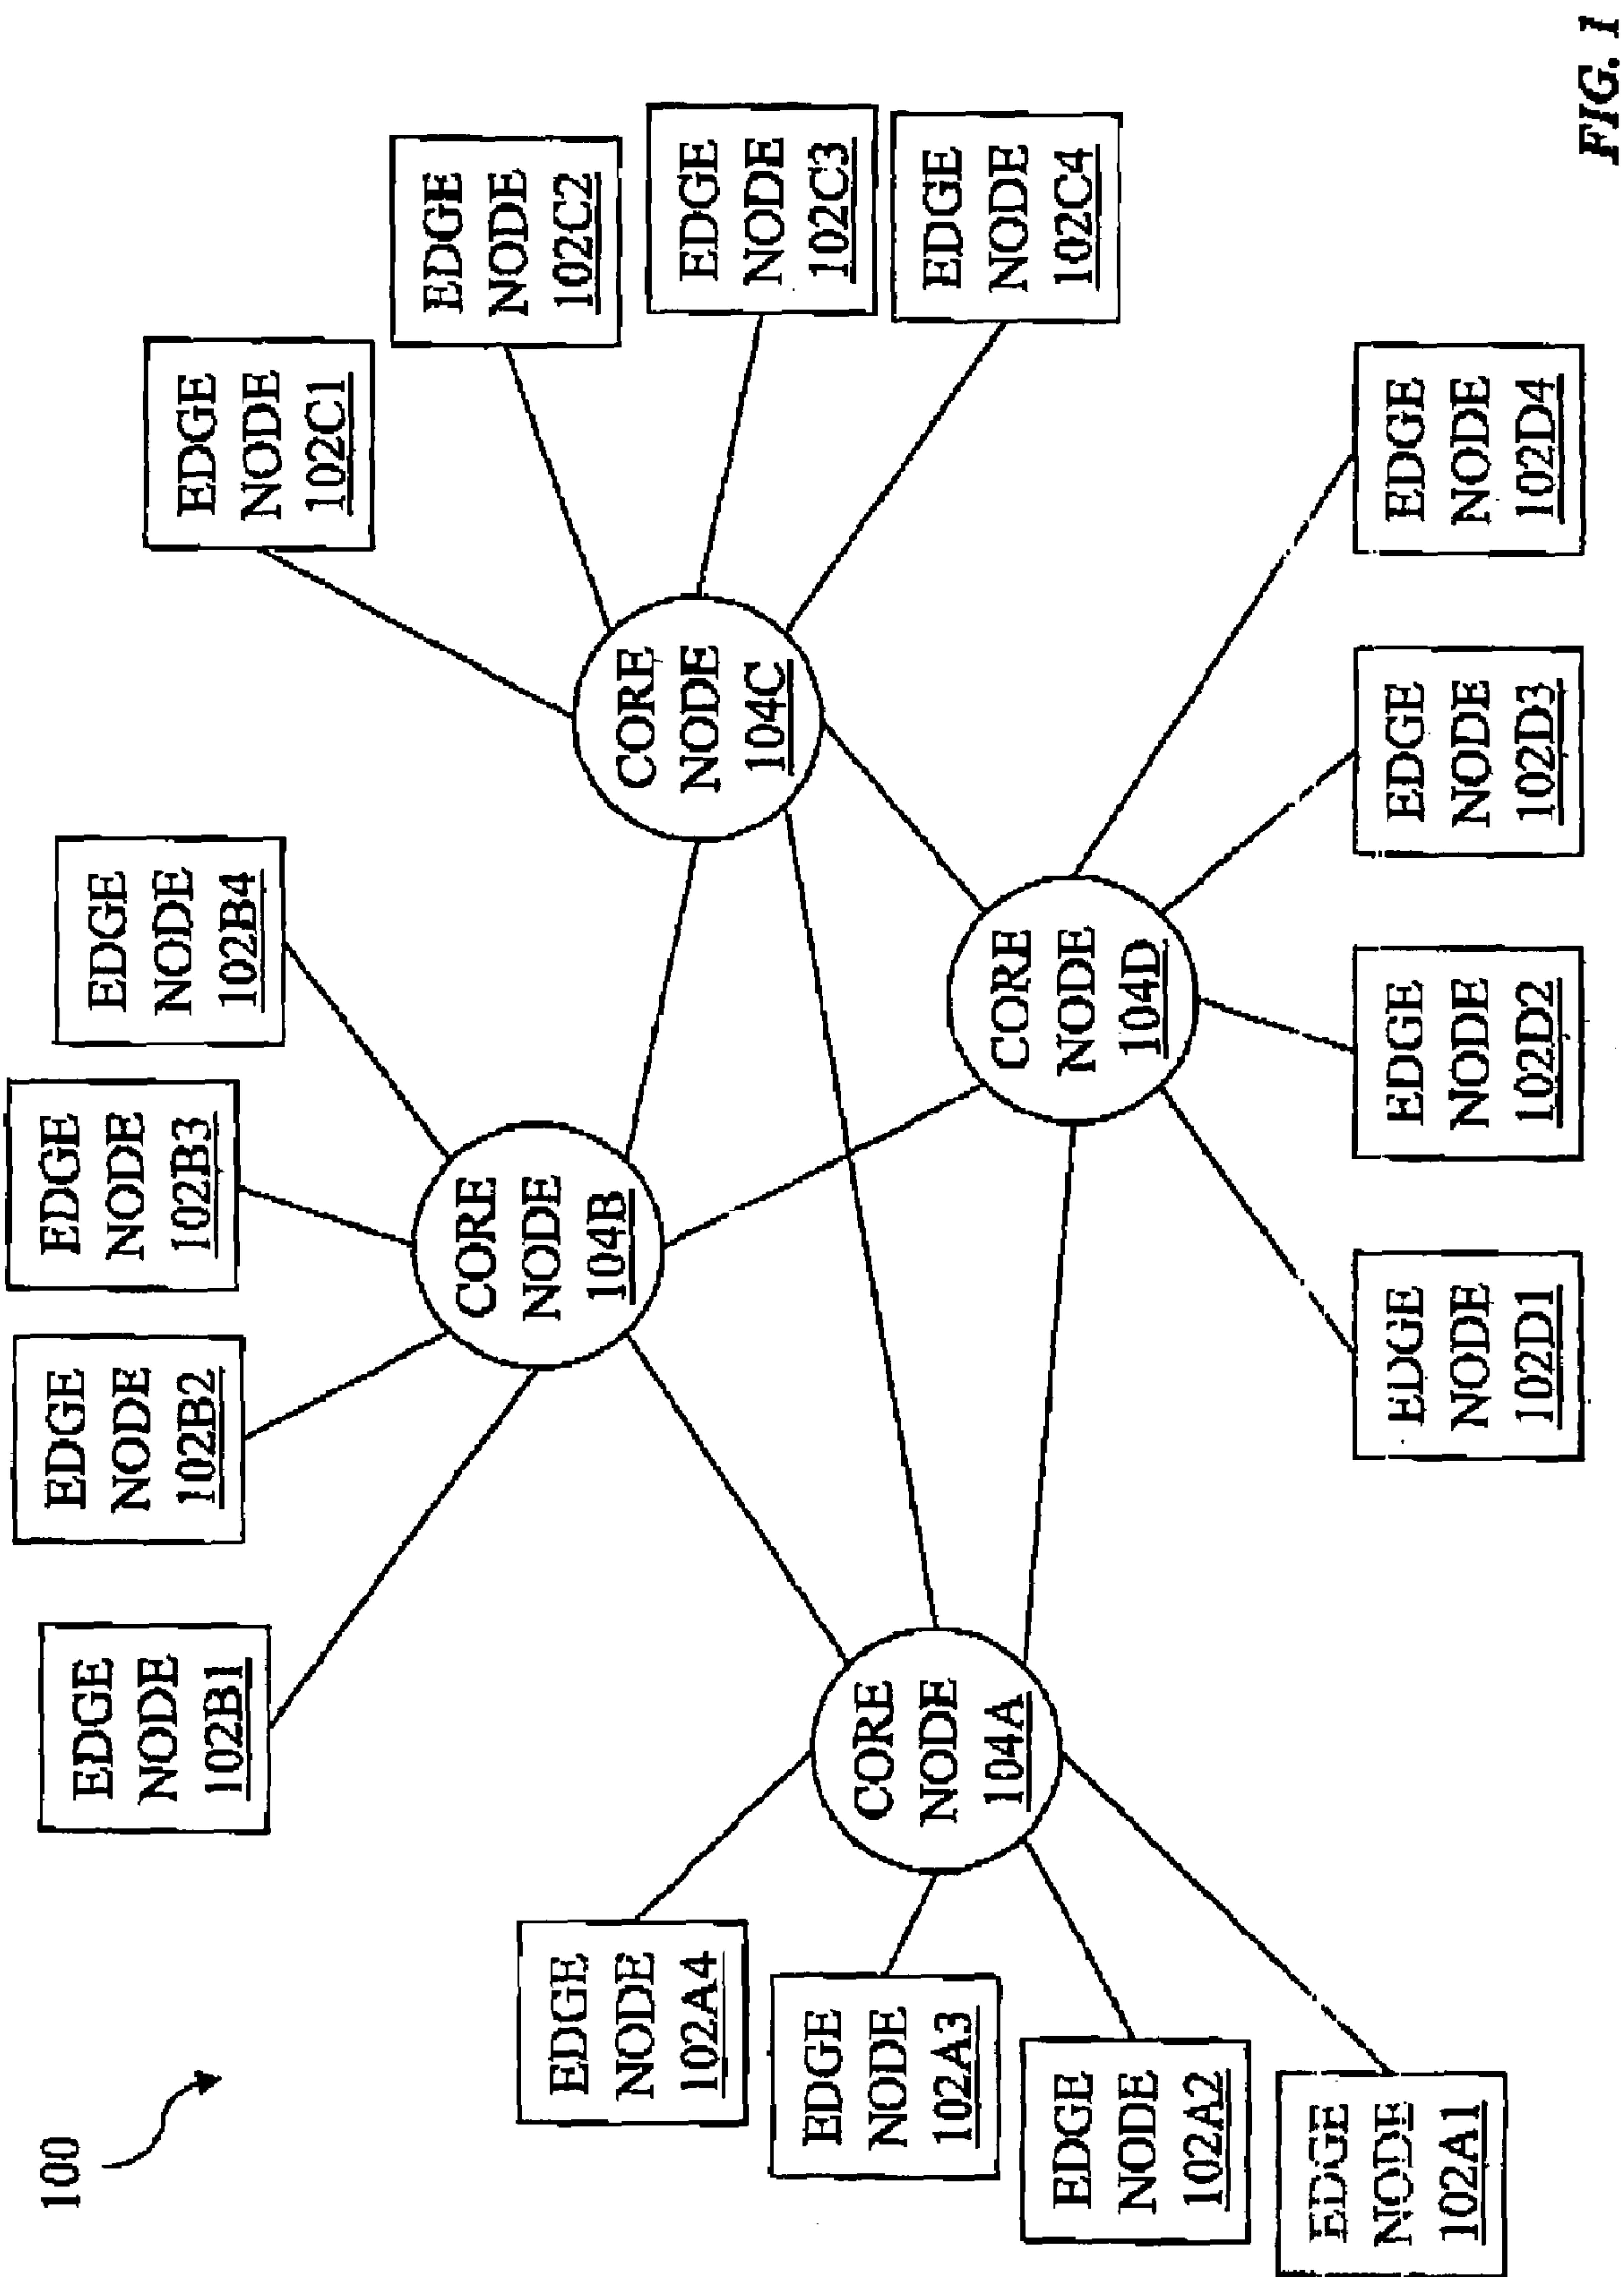 100
EDGE
NODE
102B1
EDGE
NODE
102B2
EDGE
NODE
102B3
EDGE
NODE
102B4
EDGE
NODE
102C1
EDGE
NODE
102C2
EDGE
NODE
102C3
EDGE
NODE
102C4
CORE
NODE
104B
CORE
NODE
104C
CORE
NODE
104A
CORE
NODE
104D
EDGE
NODE
102A4
EDGE
NODE
102A3
EDGE
NODE
102A2
EDGE
NODE
102A1
EDGE
NODE
102D1
EDGE
NODE
102D2
EDGE
NODE
102D3
EDGE
NODE
102D4
FIG. 1